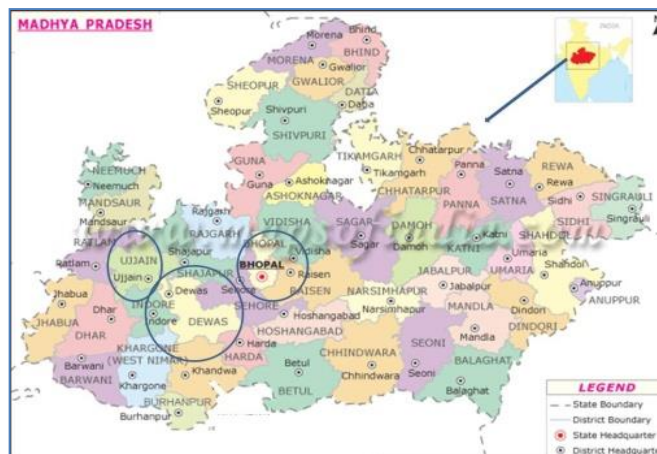 MADHYA PRADESH
INDIA
Bhind
Morena
BHIND
MORENA
Gwalior
GWALIOR
SHEOPUR
DATIA
Sheopur
Shivpuri
SHIVPURI
TIKAMGARH
Chhatarpur
REWA
Panna
Satna
Rewa
GUNA
Tikamgarh
CHHATARPUR
PANNA
SATNA
Sidhi
SINGRAULI
NEEMUCH
Neemuch
Guna
Ashoknagar
ASHOKNAGAR
SIDHI
Singrauli
MANDSAUR
Mandsaur
Rajgarh
RAJGARH
VIDISHA
SAGAR
DAMOH
Katni
SHAHDOL
RATLAM
BHOPAL
Sagar
Damoh
KATNI
Umaria
UJJAIN
Shajapur
Vidisha
JABALPUR
UMARIA
Shahdol
Ratlam
Ujjain
SHAJAPUR
BHOPAL
Raisen
Jabalpur
Anuppur
ANUPPUR
Jhabua
Dewas
RAISEN
NARSIMHAPUR
MANDLA
Dindori
INDORE
SEHORE
Hoshangabad
Narsimhapur
DINDORI
JHABUA
Dhar
Indore
DEWAS
HOSHANGABAD
Mandla
DHAR
SEONI
KHARGONE
(WEST NIMAR)
Harda
HARDA
Betul
CHHINDWARA
BALAGHAT
Barwani
BARWANI
Khargone
Khandwa
BETUL
Chhindwara
Seoni
Balaghat
BURHANPUR
Burhanpur
LEGEND
State Boundary
District Boundary
State Headquarter
District Headquarter